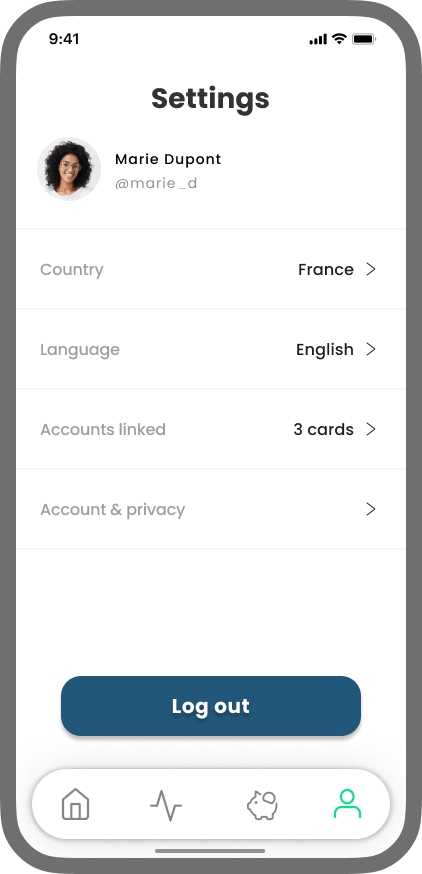 9:41
Settings
Marie Dupont
@marie_d
Country France
Language English
Accounts linked 3 cards
Account & privacy
Log out